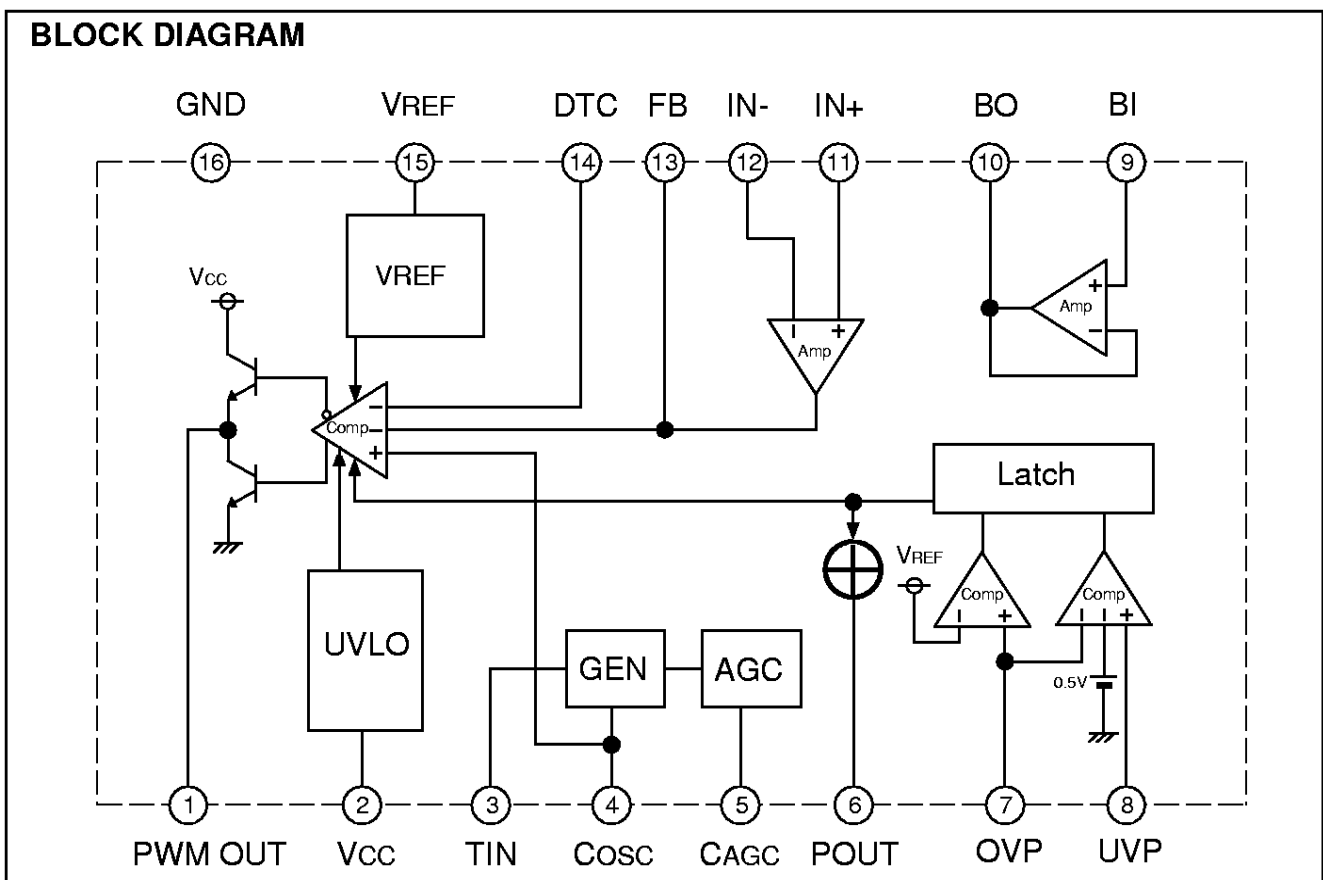 BLOCK DIAGRAM
GND VREF DTC FB IN- IN+ BO BI
16 15 14 13 12 11 10 9
VREF
VCC
+
Amp
−
− +
Amp
−
Comp −
+
Latch
VREF
Comp
− +
Comp
− − +
UVLO
GEN
AGC
0.5V
1 2 3 4 5 6 7 8
PWM OUT VCC TIN COSC CAGC POUT OVP UVP